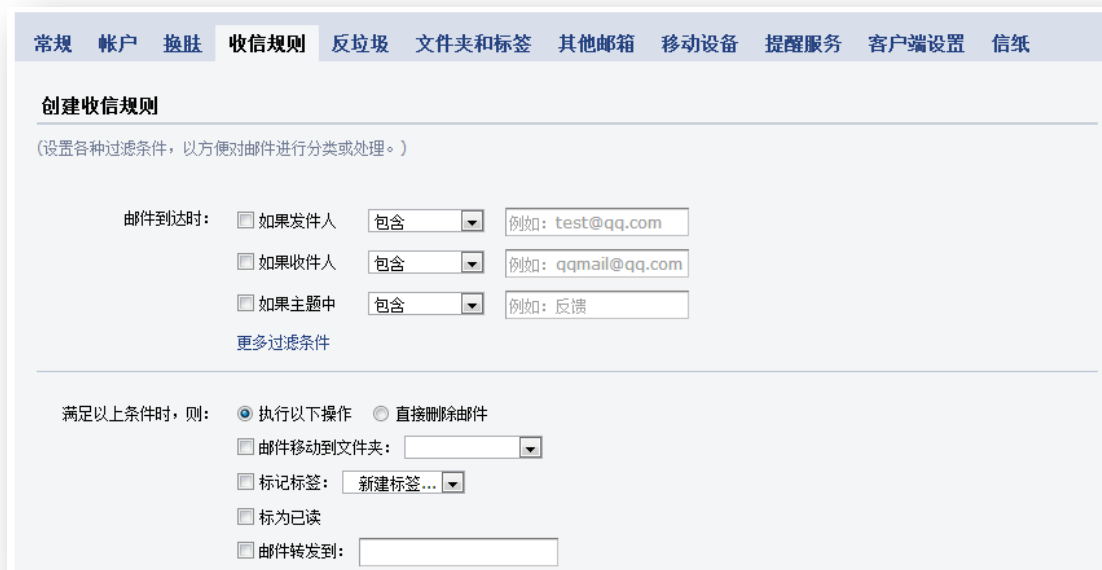 常规 帐户 换肤 收信规则 反垃圾 文件夹和标签 其他邮箱 移动设备 提醒服务 客户端设置 信纸
创建收信规则
(设置各种过滤条件，以方便对邮件进行分类或处理。)
邮件到达时： 如果发件人 包含 例如：test@qq.com
如果收件人 包含 例如：qqmail@qq.com
如果主题中 包含 例如：反馈
更多过滤条件
满足以上条件时，则： 执行以下操作 直接删除邮件
邮件移动到文件夹：
标记标签： 新建标签...
标为已读
邮件转发到：